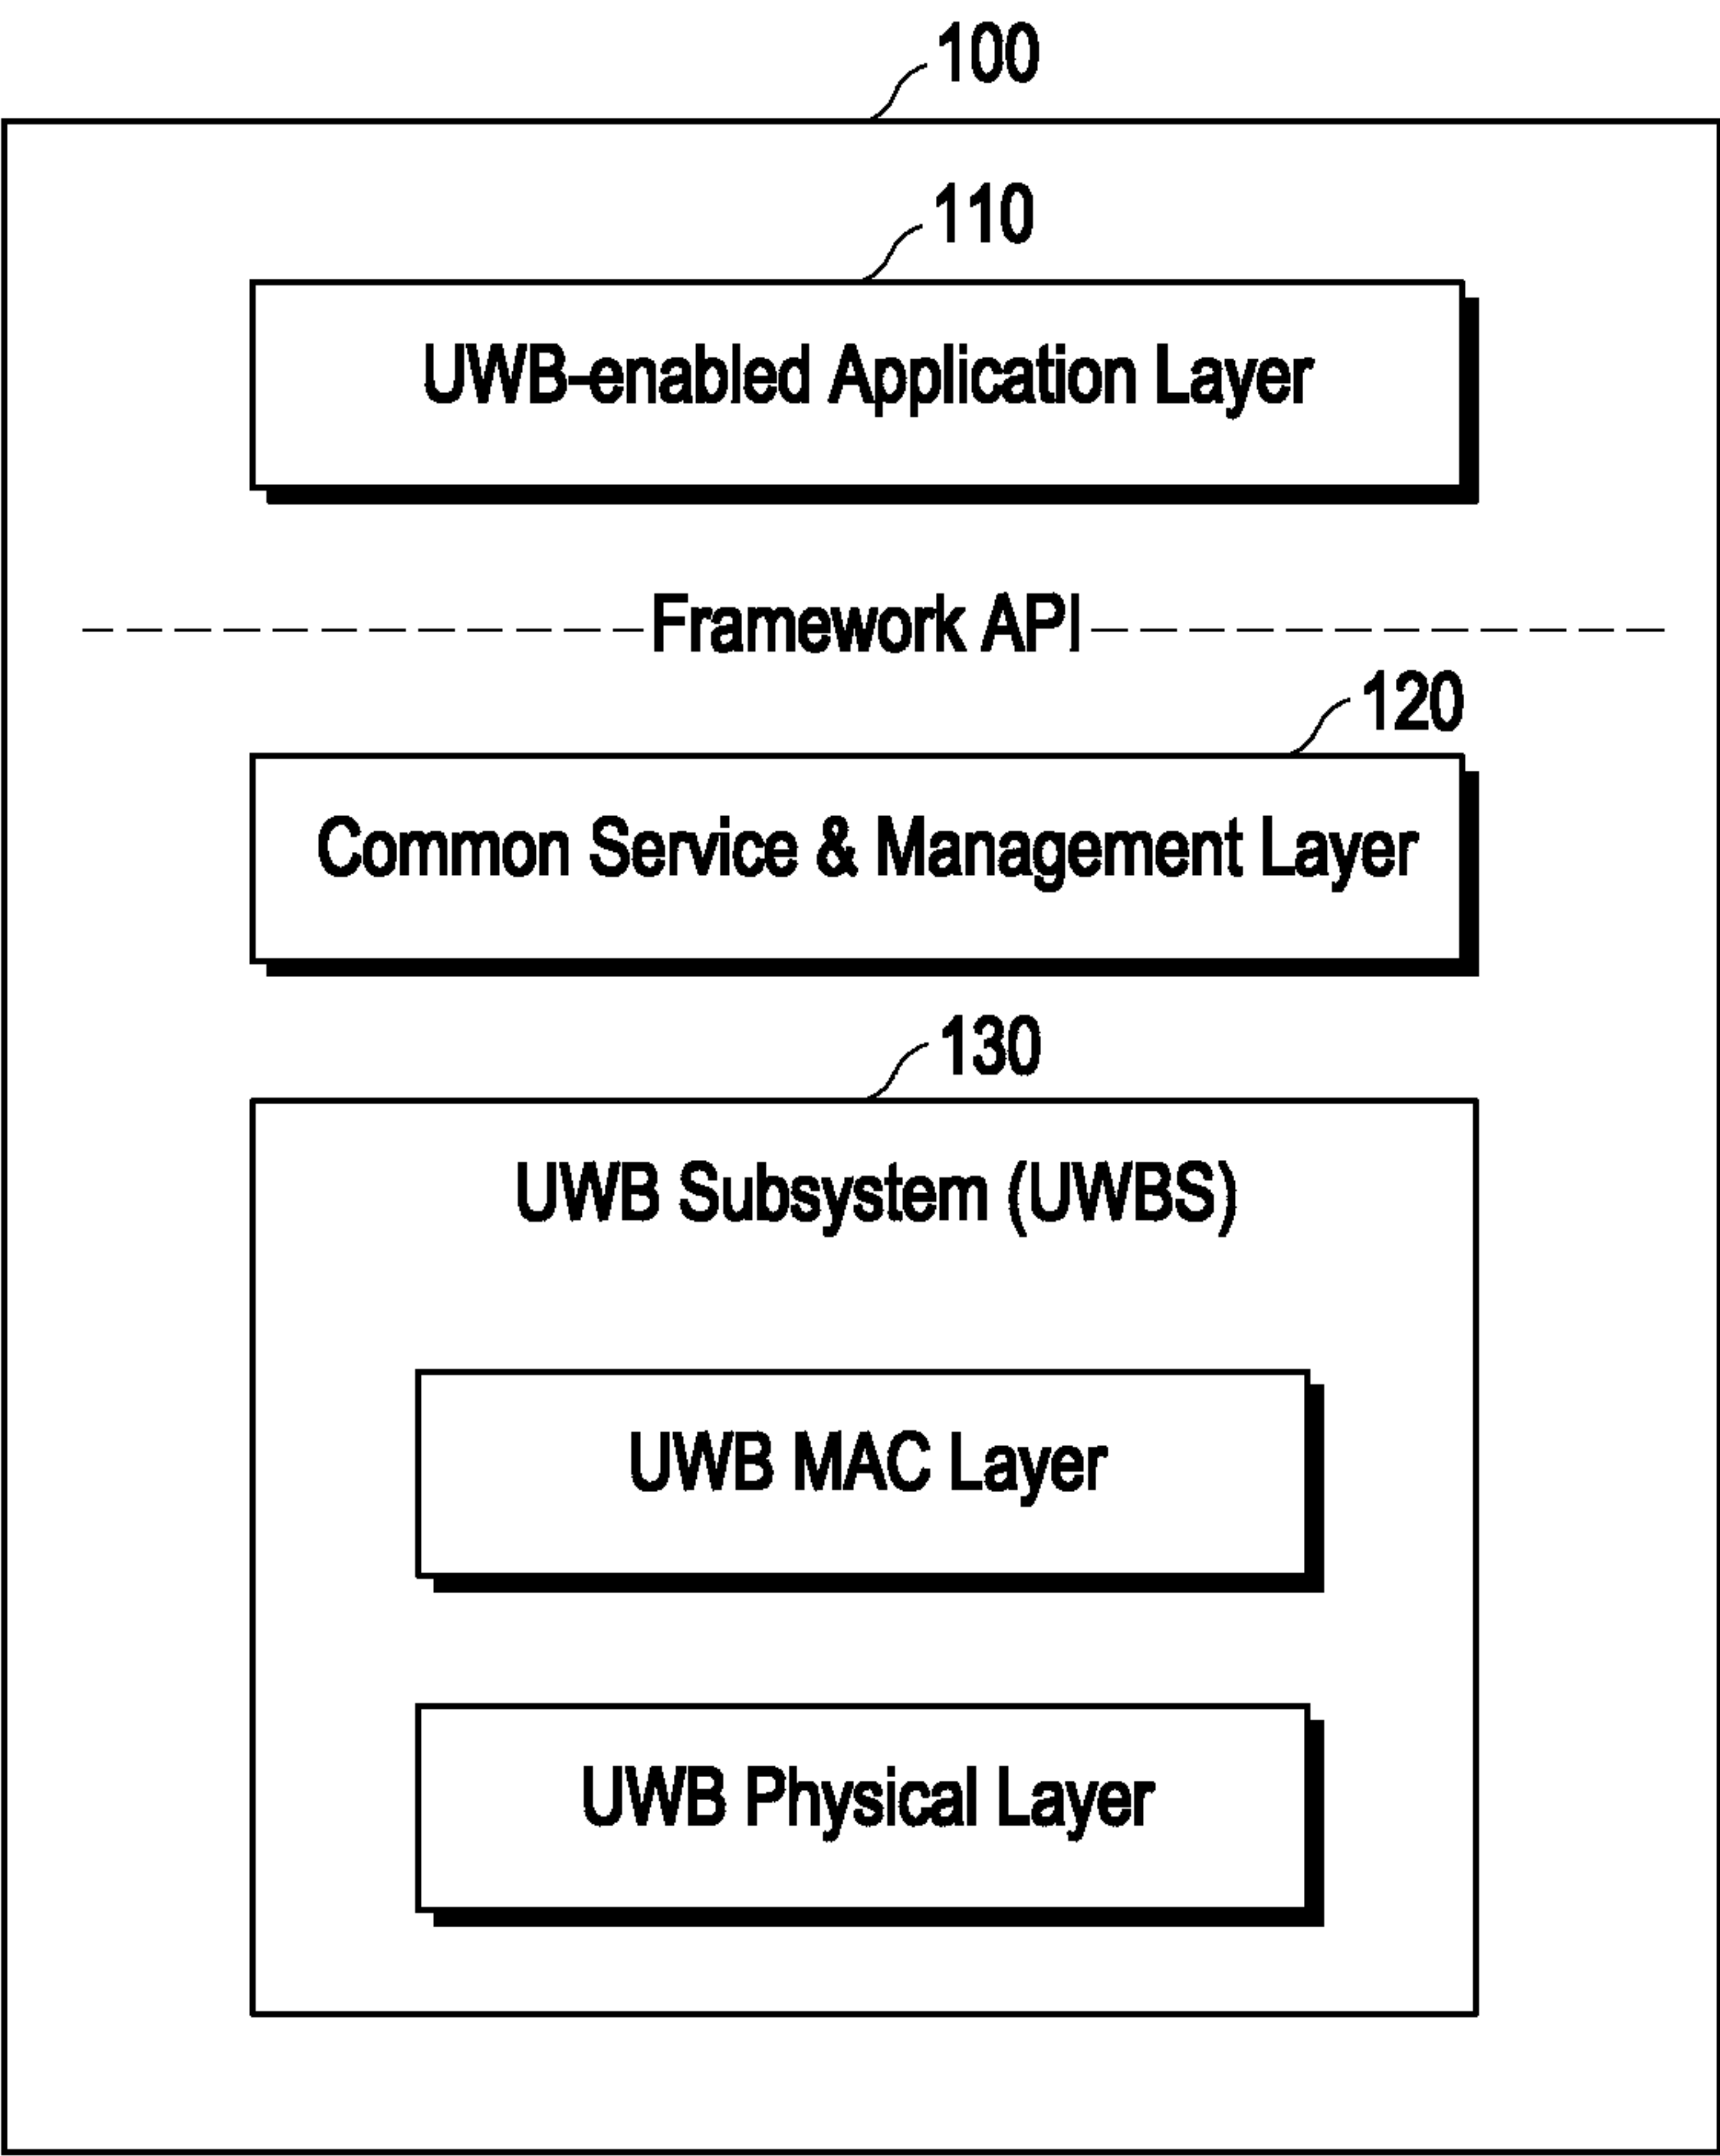 100
110
UWB-enabled Application Layer
Framework API
120
Common Service & Management Layer
130
UWB Subsystem (UWBS)
UWB MAC Layer
UWB Physical Layer